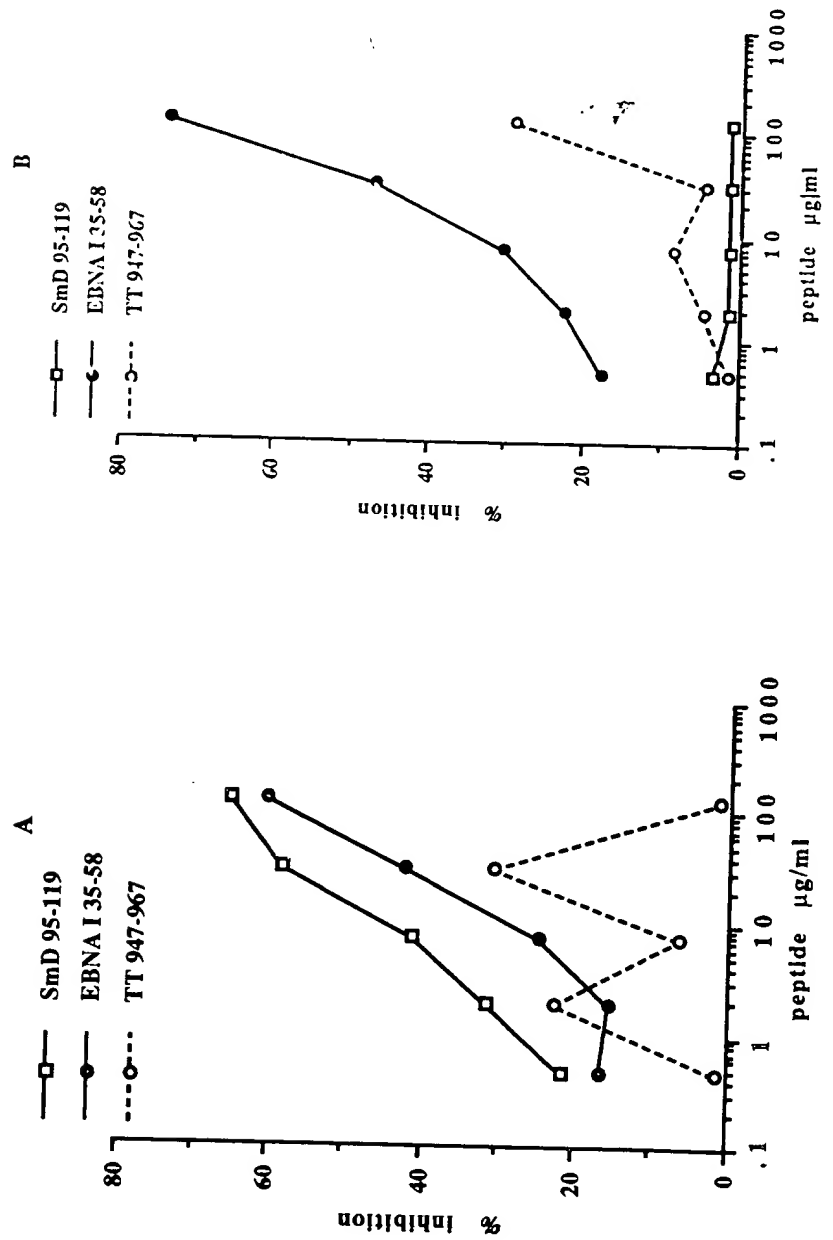 A
SmD 95-119
EBNA I 35-58
TT 947-967
80
60
40
20
0
% inhibition
.1
1
10
100
1000
peptide µg/ml
B
SmD 95-119
EBNA I 35-58
TT 947-967
80
60
40
20
0
% inhibition
.1
1
10
100
1000
peptide µg/ml